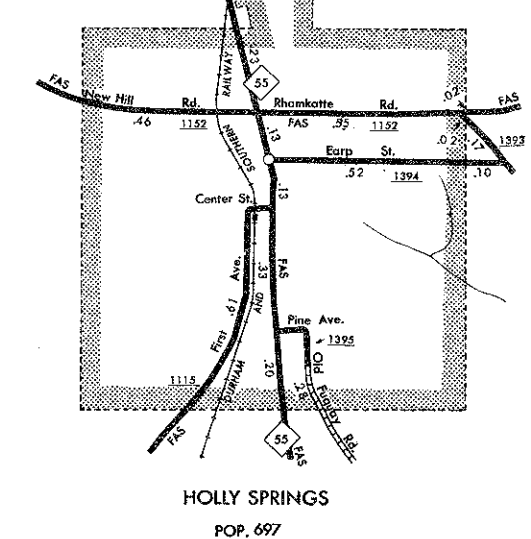 .23
55
RAILWAY
FAS New Hill Rd. Rhamkatte Rd. FAS
.02
.46 1152 FAS .95 1152
.13
.02 .17 1393
SOUTHERN
Earp St.
.52 1394 .10
.13
Center St.
Ave. .33 FAS
AND
.61
First
Pine Ave.
1395
.20
Old
1115
DURHAM
.28 Fuquay Rd.
FAS
55
FAS
HOLLY SPRINGS
POP. 697